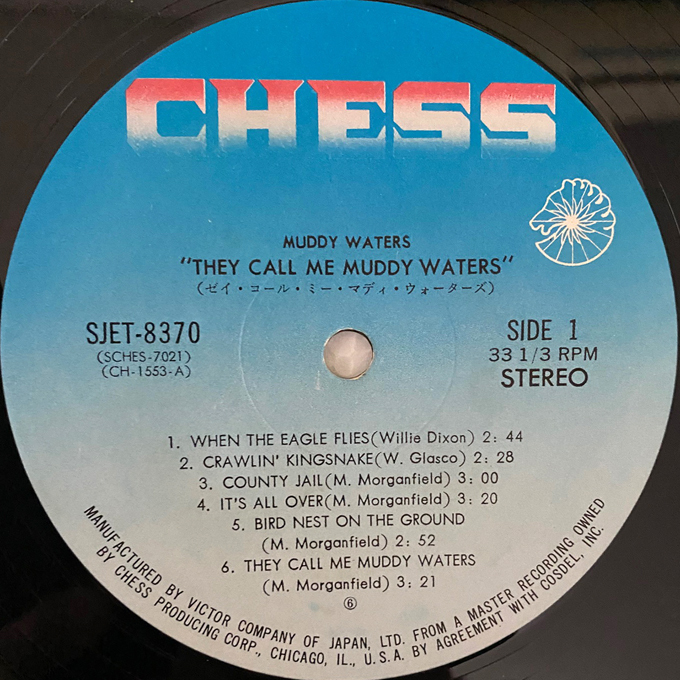 CHESS
MUDDY WATERS
"THEY CALL ME MUDDY WATERS"
(ゼイ・コール・ミー・マディ・ウォーターズ)
SJET-8370
(SCHES-7021)
(CH-1553-A)
SIDE 1
33 1/3 RPM
STEREO
1. WHEN THE EAGLE FLIES(Willie Dixon) 2: 44
2. CRAWLIN' KINGSNAKE(W. Glasco) 2: 28
3. COUNTY JAIL(M. Morganfield) 3: 00
4. IT'S ALL OVER(M. Morganfield) 3: 20
5. BIRD NEST ON THE GROUND
(M. Morganfield) 2: 52
6. THEY CALL ME MUDDY WATERS
(M. Morganfield) 3: 21
⑥
MANUFACTURED BY VICTOR COMPANY OF JAPAN, LTD. FROM A MASTER RECORDING OWNED
BY CHESS PRODUCING CORP., CHICAGO, IL., U.S.A. BY AGREEMENT WITH COSDEL, INC.